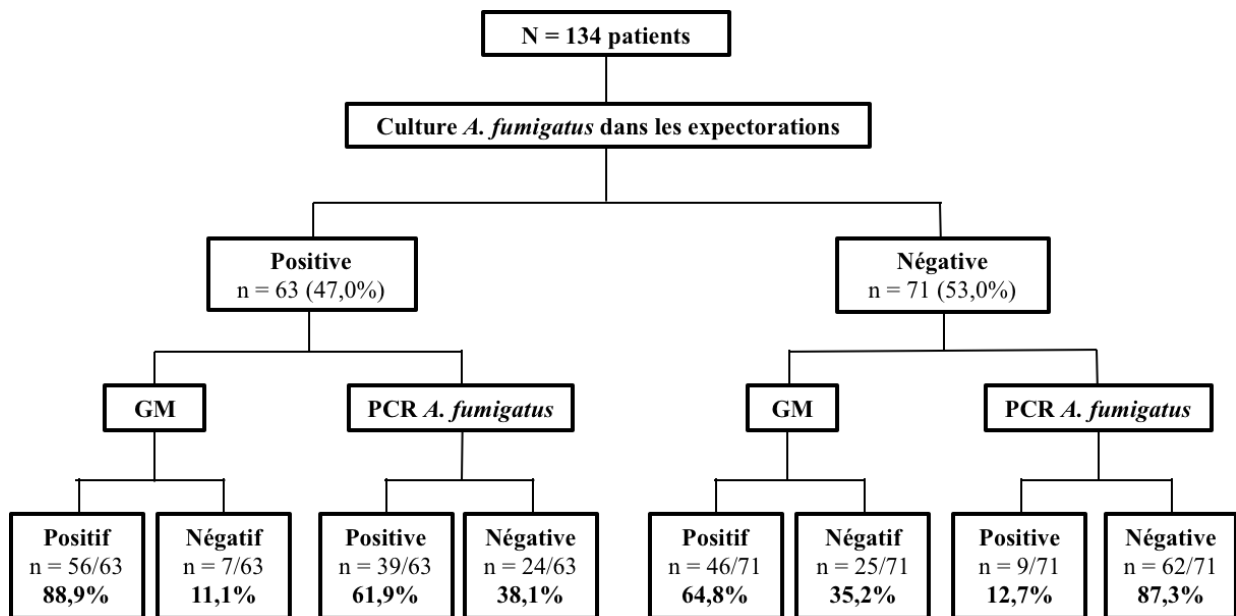 N = 134 patients
Culture A. fumigatus dans les expectorations
Positive
n = 63 (47,0%)
Négative
n = 71 (53,0%)
GM
PCR A. fumigatus
GM
PCR A. fumigatus
Positif
n = 56/63
88,9%
Négatif
n = 7/63
11,1%
Positive
n = 39/63
61,9%
Négative
n = 24/63
38,1%
Positif
n = 46/71
64,8%
Négatif
n = 25/71
35,2%
Positive
n = 9/71
12,7%
Négative
n = 62/71
87,3%